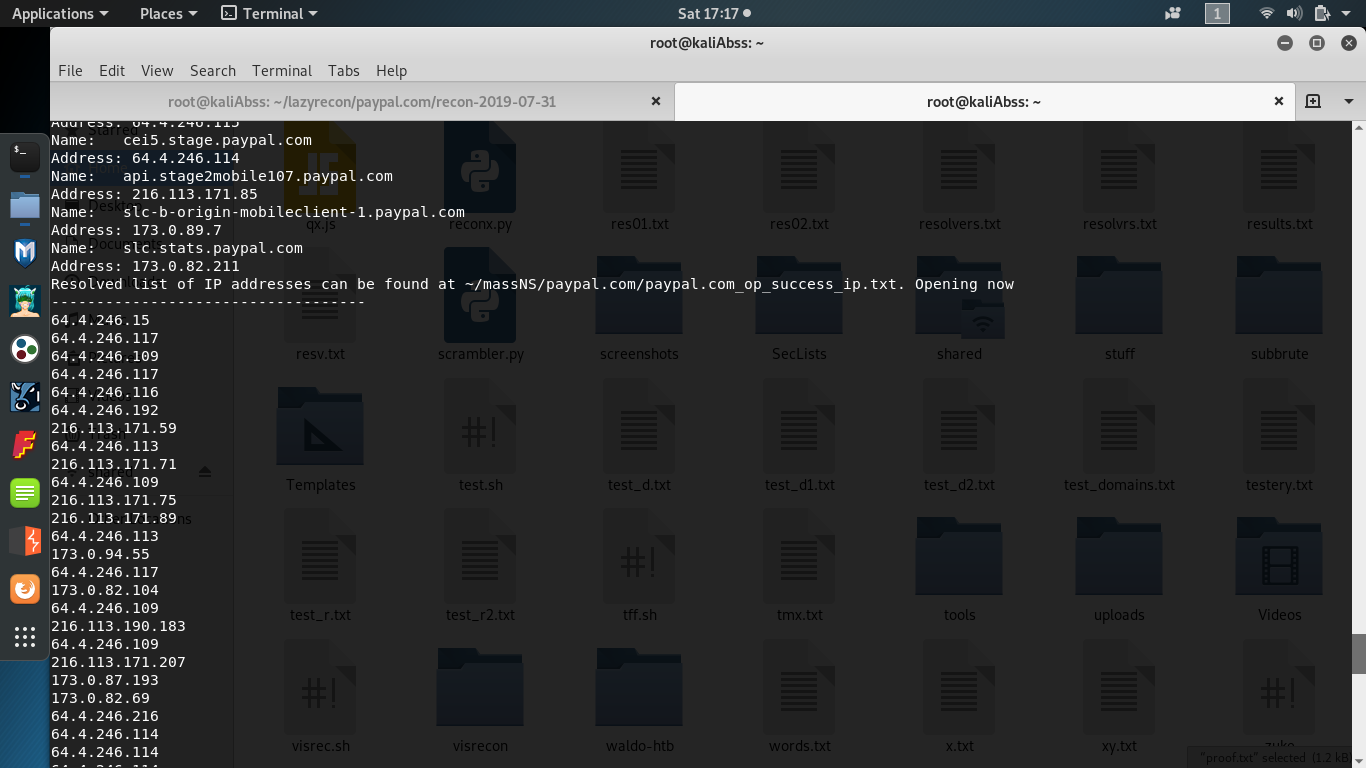 Applications Places Terminal Sat 17:17 1
root@kaliAbss: ~
File Edit View Search Terminal Tabs Help
root@kaliAbss: ~/lazyrecon/paypal.com/recon-2019-07-31 root@kaliAbss: ~
Address: 64.4.246.115
Name: cei5.stage.paypal.com
Address: 64.4.246.114
Name: api.stage2mobile107.paypal.com
Address: 216.113.171.85
Name: slc-b-origin-mobileclient-1.paypal.com
Address: 173.0.89.7
Name: slc.stats.paypal.com
Address: 173.0.82.211
Resolved list of IP addresses can be found at ~/massNS/paypal.com/paypal.com_op_success_ip.txt. Opening now
-----------------------------------
64.4.246.15
64.4.246.117
64.4.246.109
64.4.246.117
64.4.246.116
64.4.246.192
216.113.171.59
64.4.246.113
216.113.171.71
64.4.246.109
216.113.171.75
216.113.171.89
64.4.246.113
173.0.94.55
64.4.246.117
173.0.82.104
64.4.246.109
216.113.190.183
64.4.246.109
216.113.171.207
173.0.87.193
173.0.82.69
64.4.246.216
64.4.246.114
64.4.246.114
Starred
Desktop
Documents
Trash
shared
qx.js reconx.py res01.txt res02.txt resolvers.txt resolvrs.txt results.txt
resv.txt scrambler.py screenshots SecLists shared stuff subbrute
Templates test.sh test_d.txt test_d1.txt test_d2.txt test_domains.txt testery.txt
test_r.txt test_r2.txt tff.sh tmx.txt tools uploads Videos
visrec.sh visrecon waldo-htb words.txt x.txt xy.txt
"proof.txt" selected (1.2 kB)